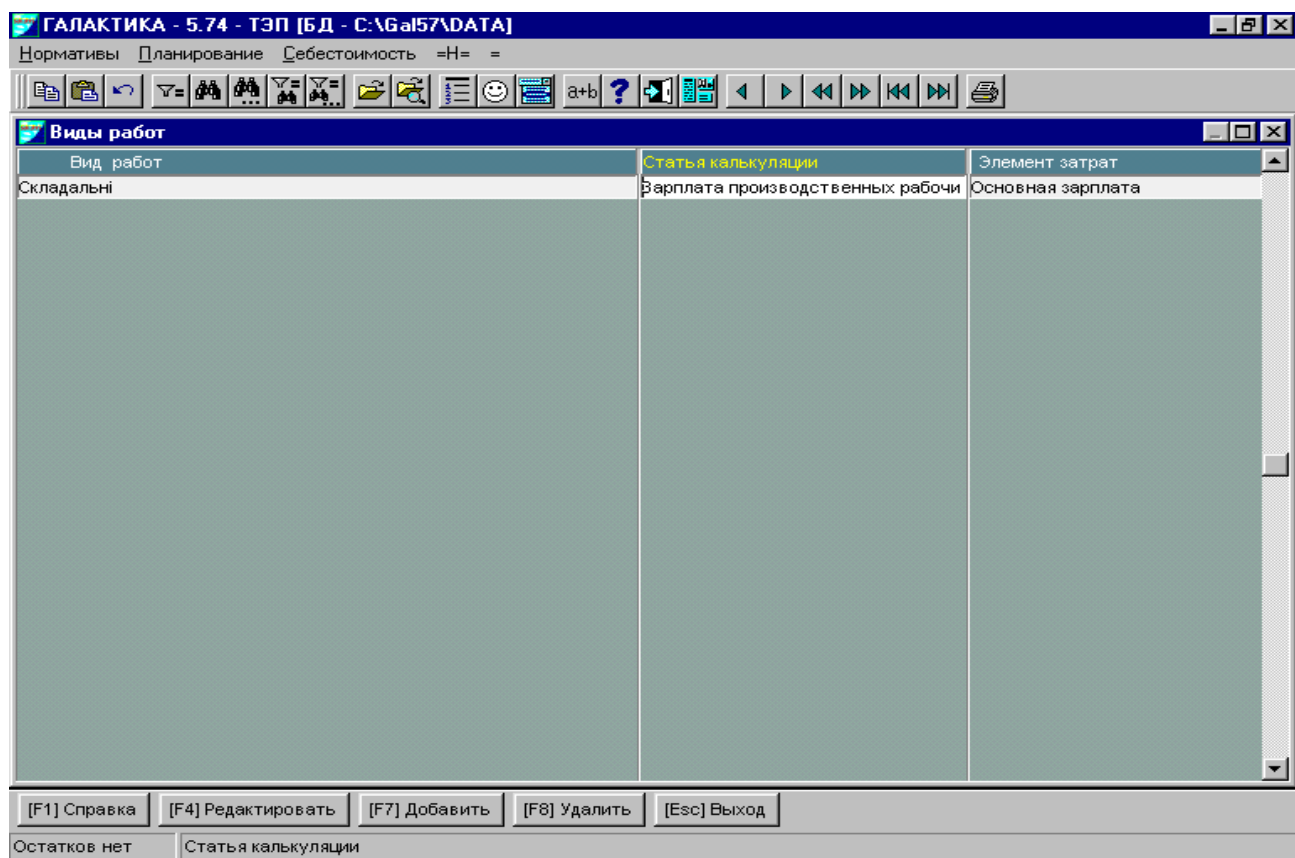 ГАЛАКТИКА - 5.74 - ТЭП [БД - C:\Gal57\DATA]
Нормативы Планирование Себестоимость =Н= =
a+b ?
Виды работ
Вид работ Статья калькуляции Элемент затрат
Складальні Зарплата производственных рабочи Основная зарплата
[F1] Справка [F4] Редактировать [F7] Добавить [F8] Удалить [Esc] Выход
Остатков нет Статья калькуляции